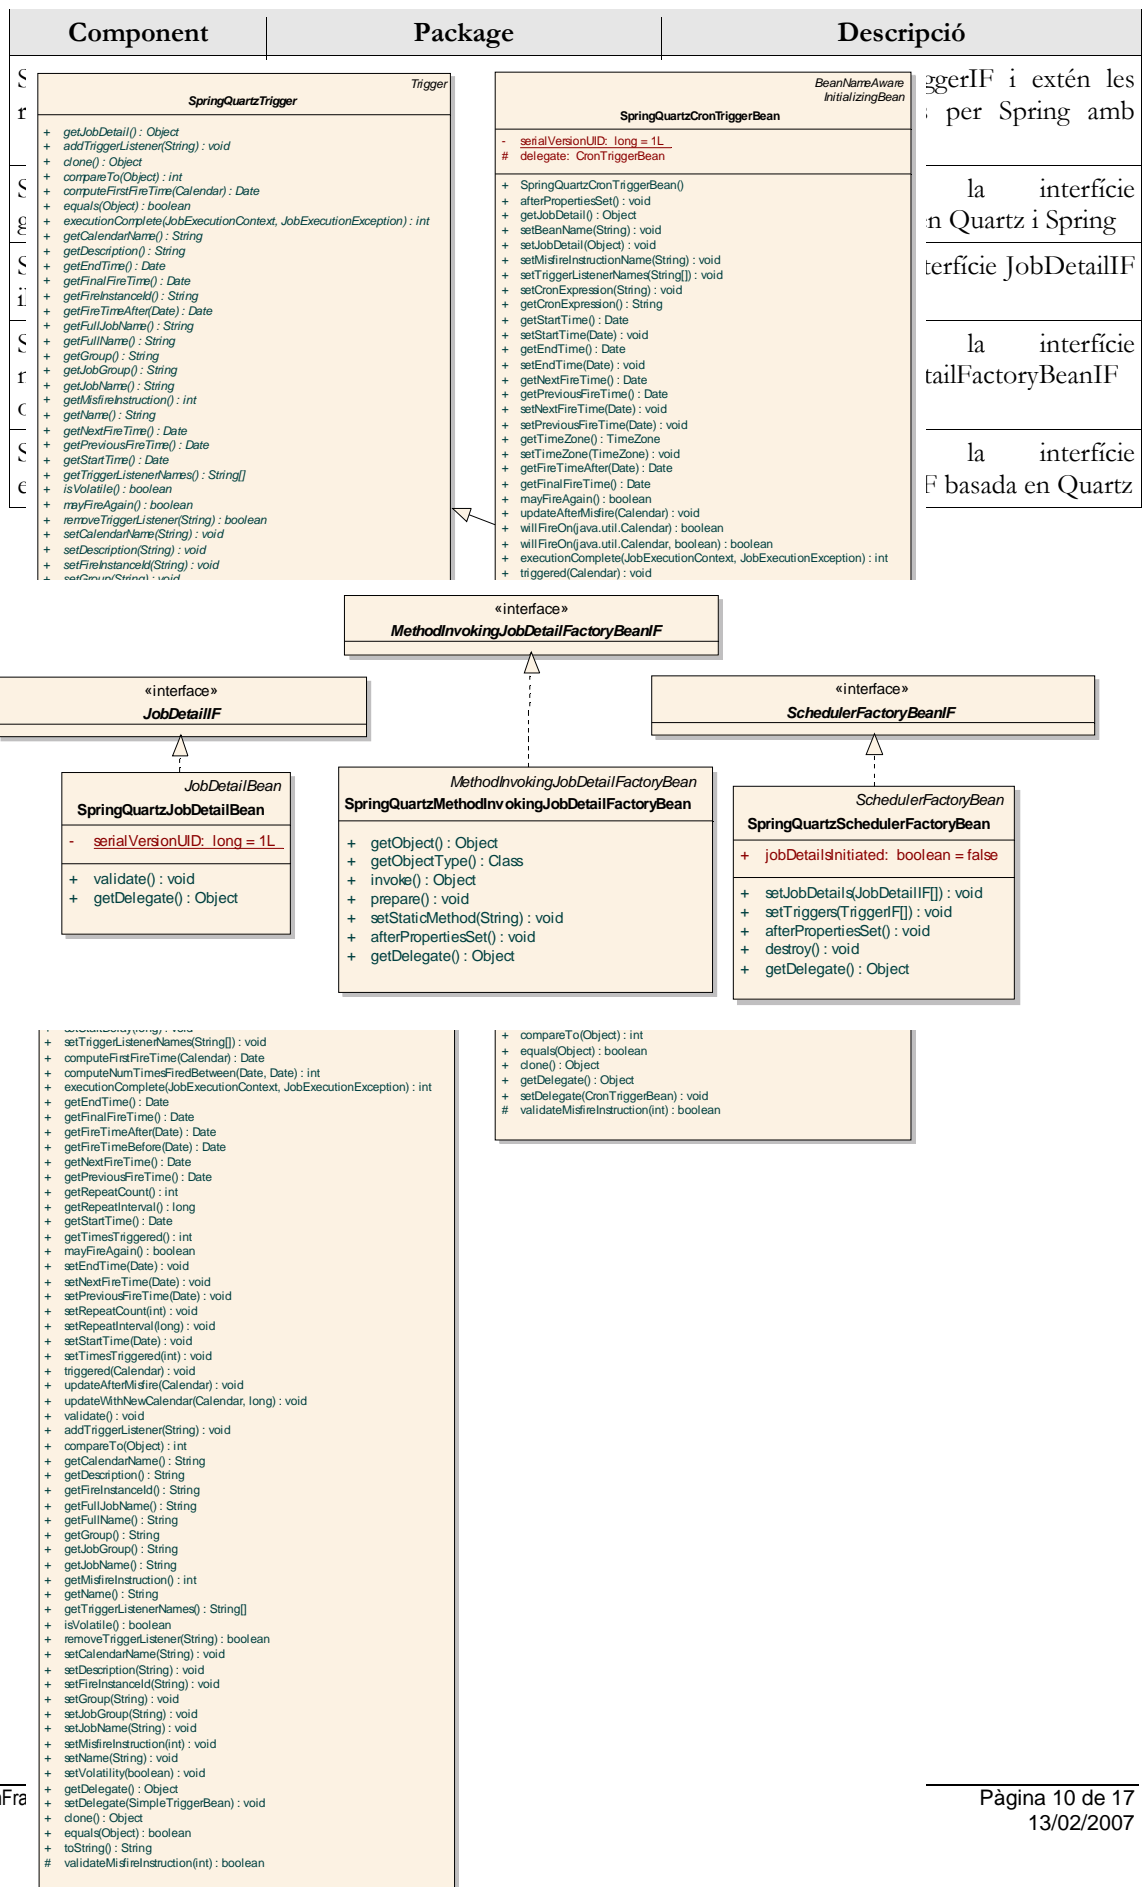 Component Package Descripció
ggerIF i extén les
per Spring amb
la interfície
en Quartz i Spring
terfície JobDetailIF
la interfície
tailFactoryBeanIF
la interfície
F basada en Quartz
Trigger
SpringQuartzTrigger
+ getJobDetail() : Object
+ addTriggerListener(String) : void
+ clone() : Object
+ compareTo(Object) : int
+ computeFirstFireTime(Calendar) : Date
+ equals(Object) : boolean
+ executionComplete(JobExecutionContext, JobExecutionException) : int
+ getCalendarName() : String
+ getDescription() : String
+ getEndTime() : Date
+ getFinalFireTime() : Date
+ getFireInstanceId() : String
+ getFireTimeAfter(Date) : Date
+ getFullJobName() : String
+ getFullName() : String
+ getGroup() : String
+ getJobGroup() : String
+ getJobName() : String
+ getMisfireInstruction() : int
+ getName() : String
+ getNextFireTime() : Date
+ getPreviousFireTime() : Date
+ getStartTime() : Date
+ getTriggerListenerNames() : String[]
+ isVolatile() : boolean
+ mayFireAgain() : boolean
+ removeTriggerListener(String) : boolean
+ setCalendarName(String) : void
+ setDescription(String) : void
+ setFireInstanceId(String) : void
+ setGroup(String) : void
BeanNameAware
InitializingBean
SpringQuartzCronTriggerBean
- serialVersionUID: long = 1L
# delegate: CronTriggerBean
+ SpringQuartzCronTriggerBean()
+ afterPropertiesSet() : void
+ getJobDetail() : Object
+ setBeanName(String) : void
+ setJobDetail(Object) : void
+ setMisfireInstructionName(String) : void
+ setTriggerListenerNames(String[]) : void
+ setCronExpression(String) : void
+ getCronExpression() : String
+ getStartTime() : Date
+ setStartTime(Date) : void
+ getEndTime() : Date
+ setEndTime(Date) : void
+ getNextFireTime() : Date
+ getPreviousFireTime() : Date
+ setNextFireTime(Date) : void
+ setPreviousFireTime(Date) : void
+ getTimeZone() : TimeZone
+ setTimeZone(TimeZone) : void
+ getFireTimeAfter(Date) : Date
+ getFinalFireTime() : Date
+ mayFireAgain() : boolean
+ updateAfterMisfire(Calendar) : void
+ willFireOn(java.util.Calendar) : boolean
+ willFireOn(java.util.Calendar, boolean) : boolean
+ executionComplete(JobExecutionContext, JobExecutionException) : int
+ triggered(Calendar) : void
«interface»
MethodInvokingJobDetailFactoryBeanIF
«interface»
JobDetailIF
«interface»
SchedulerFactoryBeanIF
JobDetailBean
SpringQuartzJobDetailBean
- serialVersionUID: long = 1L
+ validate() : void
+ getDelegate() : Object
MethodInvokingJobDetailFactoryBean
SpringQuartzMethodInvokingJobDetailFactoryBean
+ getObject() : Object
+ getObjectType() : Class
+ invoke() : Object
+ prepare() : void
+ setStaticMethod(String) : void
+ afterPropertiesSet() : void
+ getDelegate() : Object
SchedulerFactoryBean
SpringQuartzSchedulerFactoryBean
+ jobDetailsInitiated: boolean = false
+ setJobDetails(JobDetailIF[]) : void
+ setTriggers(TriggerIF[]) : void
+ afterPropertiesSet() : void
+ destroy() : void
+ getDelegate() : Object
+ setStartDelay(long) : void
+ setTriggerListenerNames(String[]) : void
+ computeFirstFireTime(Calendar) : Date
+ computeNumTimesFiredBetween(Date, Date) : int
+ executionComplete(JobExecutionContext, JobExecutionException) : int
+ getEndTime() : Date
+ getFinalFireTime() : Date
+ getFireTimeAfter(Date) : Date
+ getFireTimeBefore(Date) : Date
+ getNextFireTime() : Date
+ getPreviousFireTime() : Date
+ getRepeatCount() : int
+ getRepeatInterval() : long
+ getStartTime() : Date
+ getTimesTriggered() : int
+ mayFireAgain() : boolean
+ setEndTime(Date) : void
+ setNextFireTime(Date) : void
+ setPreviousFireTime(Date) : void
+ setRepeatCount(int) : void
+ setRepeatInterval(long) : void
+ setStartTime(Date) : void
+ setTimesTriggered(int) : void
+ triggered(Calendar) : void
+ updateAfterMisfire(Calendar) : void
+ updateWithNewCalendar(Calendar, long) : void
+ validate() : void
+ addTriggerListener(String) : void
+ compareTo(Object) : int
+ getCalendarName() : String
+ getDescription() : String
+ getFireInstanceId() : String
+ getFullJobName() : String
+ getFullName() : String
+ getGroup() : String
+ getJobGroup() : String
+ getJobName() : String
+ getMisfireInstruction() : int
+ getName() : String
+ getTriggerListenerNames() : String[]
+ isVolatile() : boolean
+ removeTriggerListener(String) : boolean
+ setCalendarName(String) : void
+ setDescription(String) : void
+ setFireInstanceId(String) : void
+ setGroup(String) : void
+ setJobGroup(String) : void
+ setJobName(String) : void
+ setMisfireInstruction(int) : void
+ setName(String) : void
+ setVolatility(boolean) : void
+ getDelegate() : Object
+ setDelegate(SimpleTriggerBean) : void
+ clone() : Object
+ equals(Object) : boolean
+ toString() : String
# validateMisfireInstruction(int) : boolean
+ compareTo(Object) : int
+ equals(Object) : boolean
+ clone() : Object
+ getDelegate() : Object
+ setDelegate(CronTriggerBean) : void
# validateMisfireInstruction(int) : boolean
Pàgina 10 de 17
13/02/2007